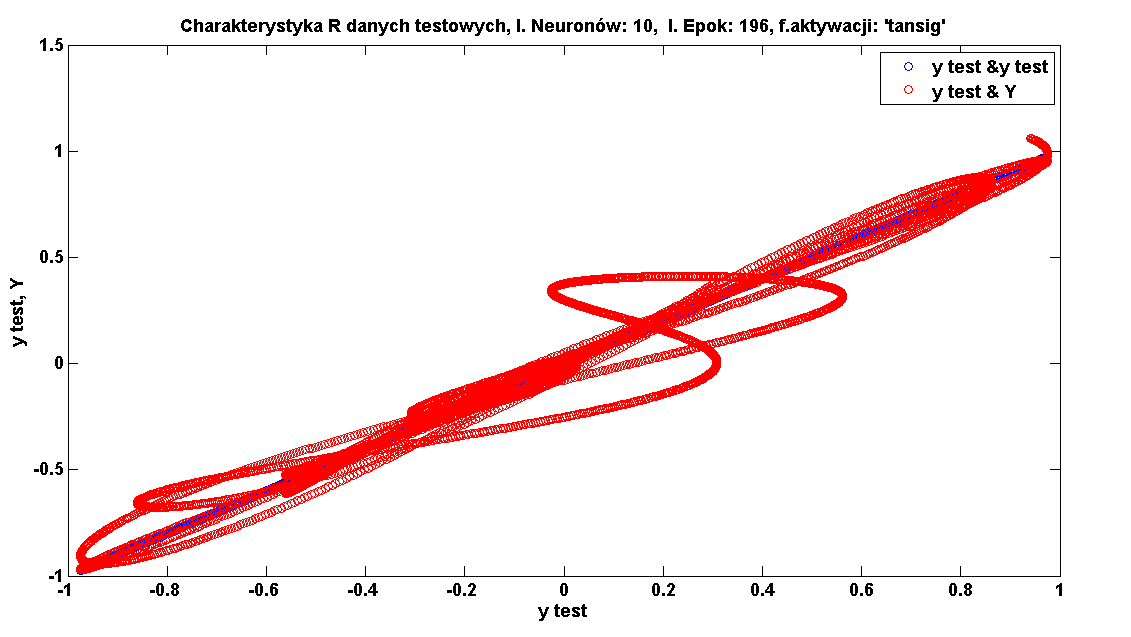 Charakterystyka R danych testowych, l. Neuronów: 10,  l. Epok: 196, f.aktywacji: 'tansig'
y test &y test
y test & Y
1.5
1
0.5
0
-0.5
-1
y test, Y
-1 -0.8 -0.6 -0.4 -0.2 0 0.2 0.4 0.6 0.8 1
y test